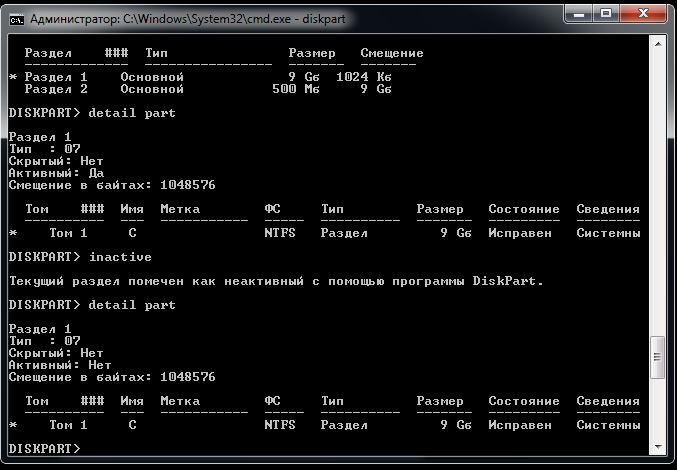 Администратор: C:\Windows\System32\cmd.exe - diskpart
Раздел ### Тип Размер Смещение
* Раздел 1 Основной 9 Gб 1024 Kб
Раздел 2 Основной 500 Mб 9 Gб
DISKPART> detail part
Раздел 1
Тип : 07
Скрытый: Нет
Активный: Да
Смещение в байтах: 1048576
Том ### Имя Метка ФС Тип Размер Состояние Сведения
* Том 1 C NTFS Раздел 9 Gб Исправен Системны
DISKPART> inactive
Текущий раздел помечен как неактивный с помощью программы DiskPart.
DISKPART> detail part
Раздел 1
Тип : 07
Скрытый: Нет
Активный: Нет
Смещение в байтах: 1048576
Том ### Имя Метка ФС Тип Размер Состояние Сведения
* Том 1 C NTFS Раздел 9 Gб Исправен Системны
DISKPART>